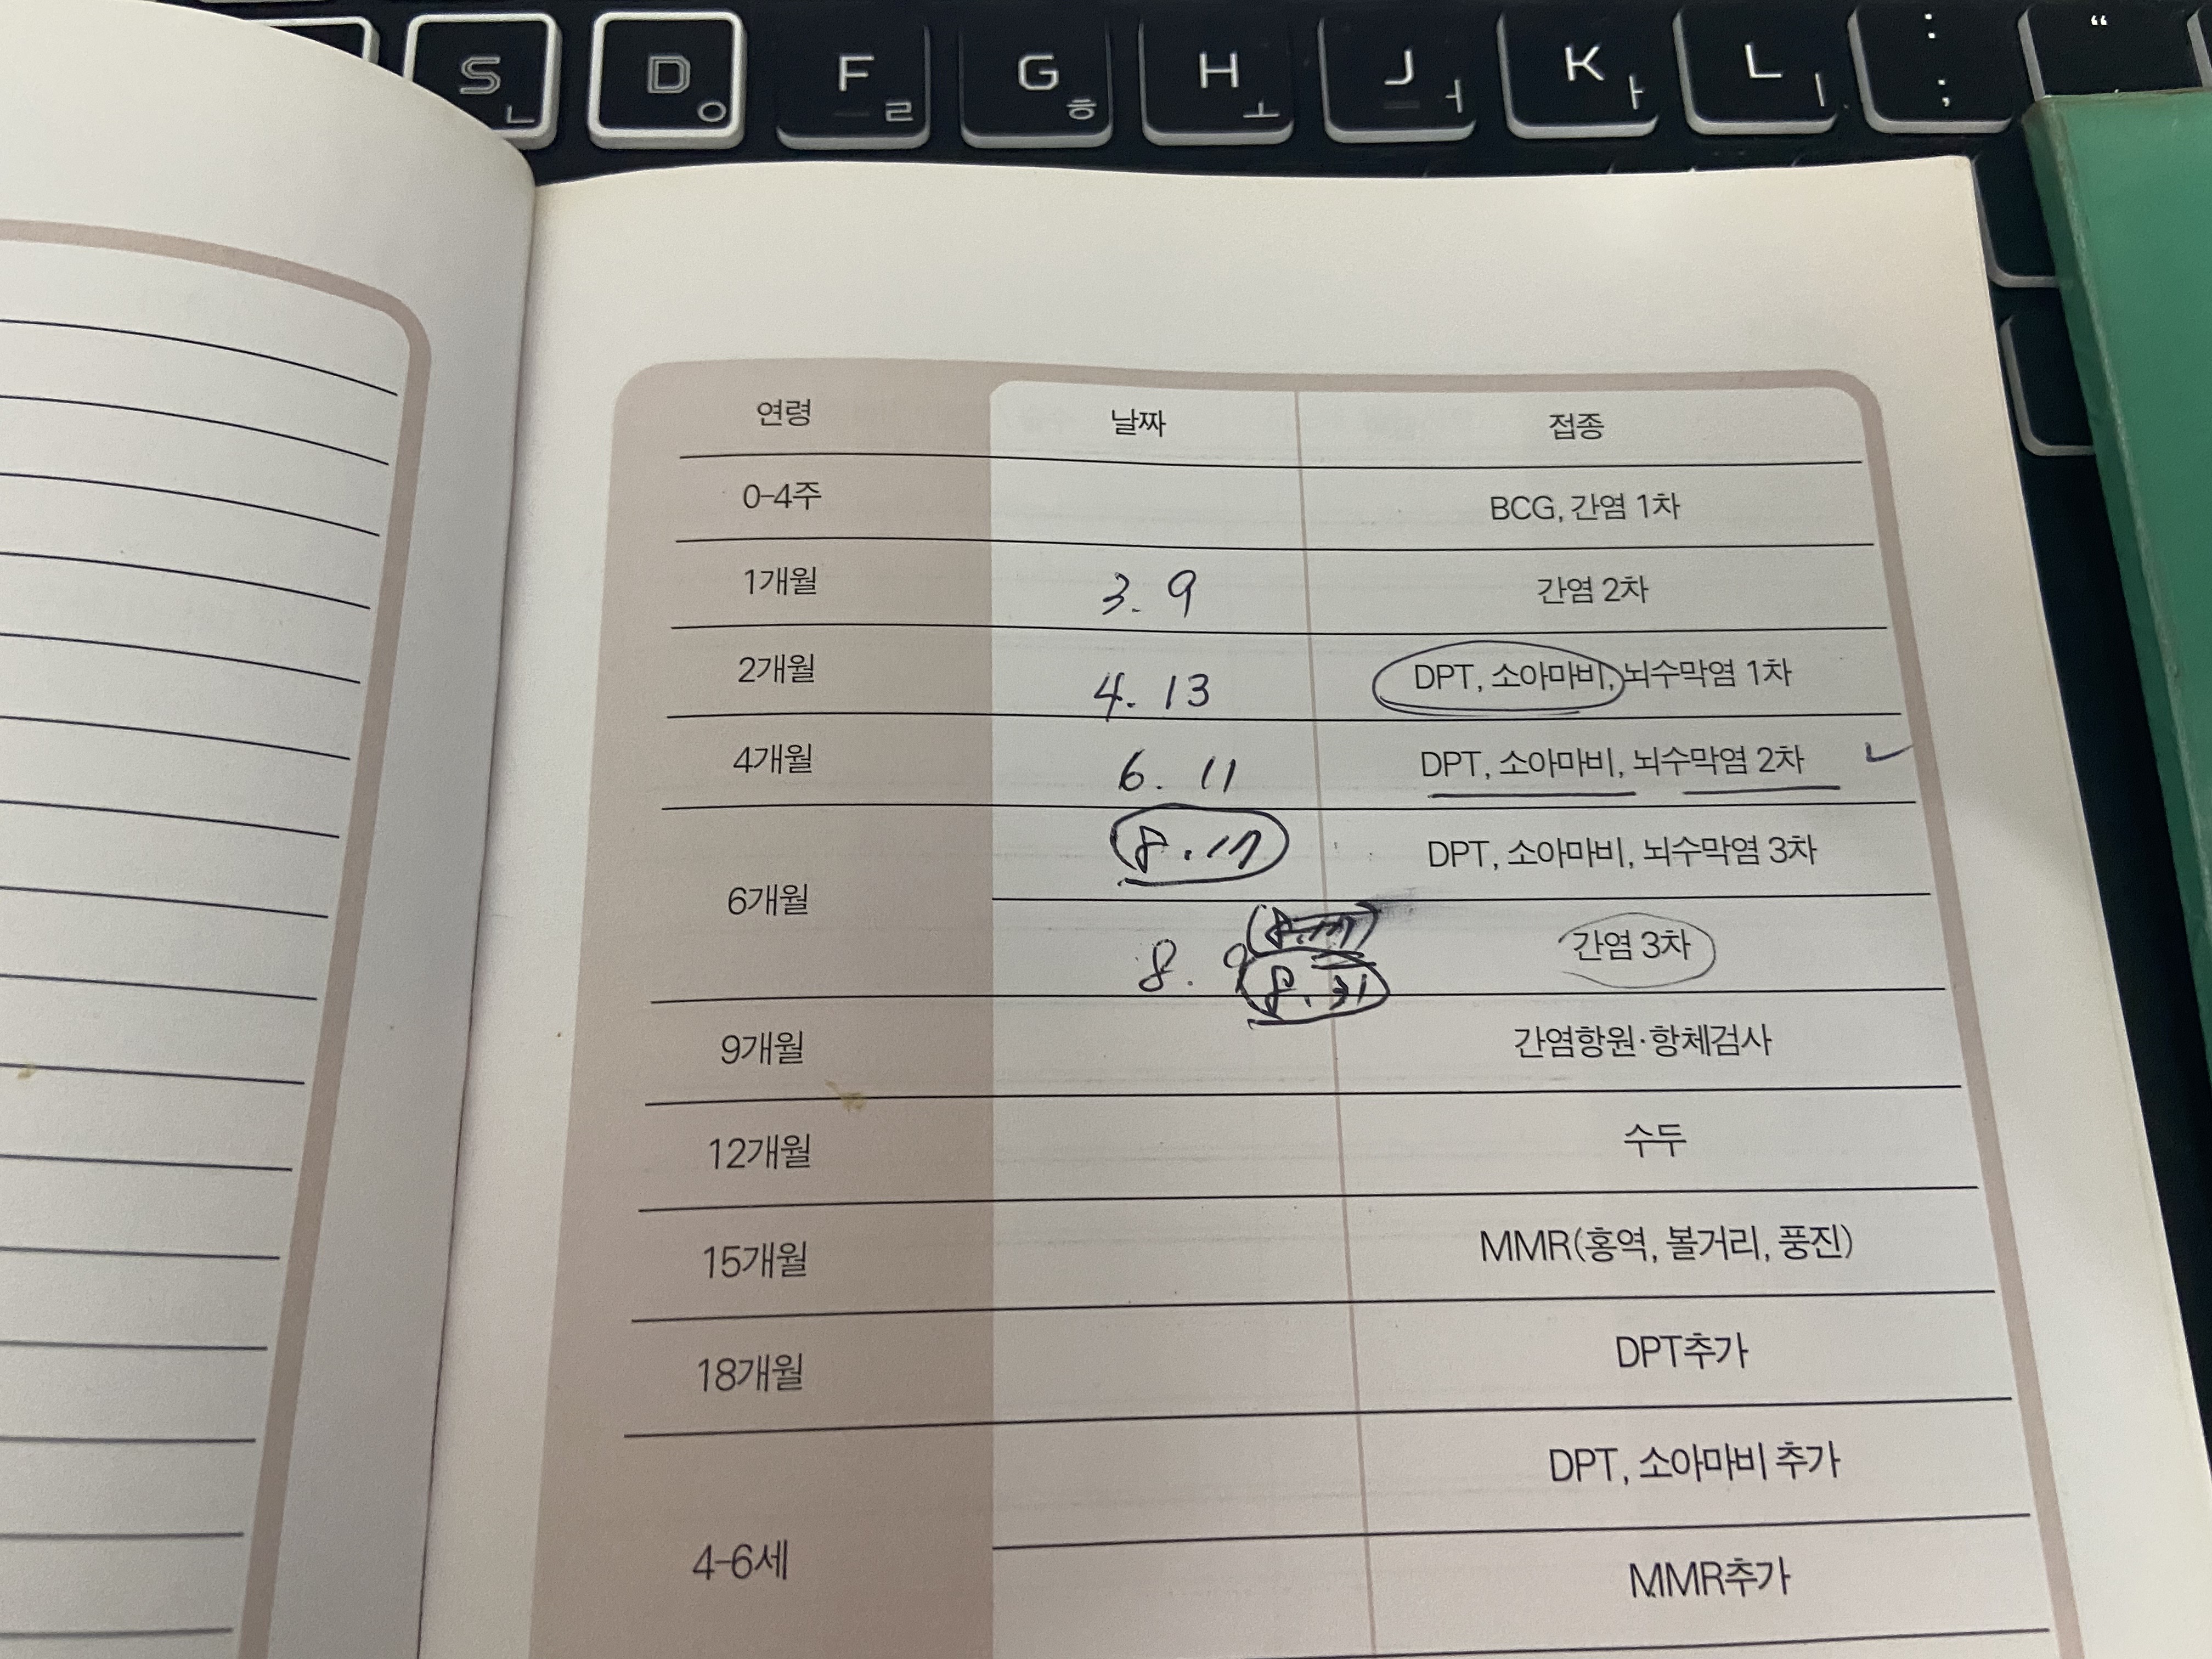 연령 날짜 접종
0-4주 BCG, 간염 1차
1개월 3. 9 간염 2차
2개월 4. 13 DPT, 소아마비, 뇌수막염 1차
4개월 6. 11 DPT, 소아마비, 뇌수막염 2차 ✓
6개월 8. 17 DPT, 소아마비, 뇌수막염 3차
8. 9 간염 3차
8. 31
9개월 간염항원·항체검사
12개월 수두
15개월 MMR(홍역, 볼거리, 풍진)
18개월 DPT추가
4-6세 DPT, 소아마비 추가
MMR추가
S ㄴ
D ㅇ
F ㄹ
G ㅎ
H ㅗ
J ㅓ
K ㅏ
L ㅣ
: ;
“